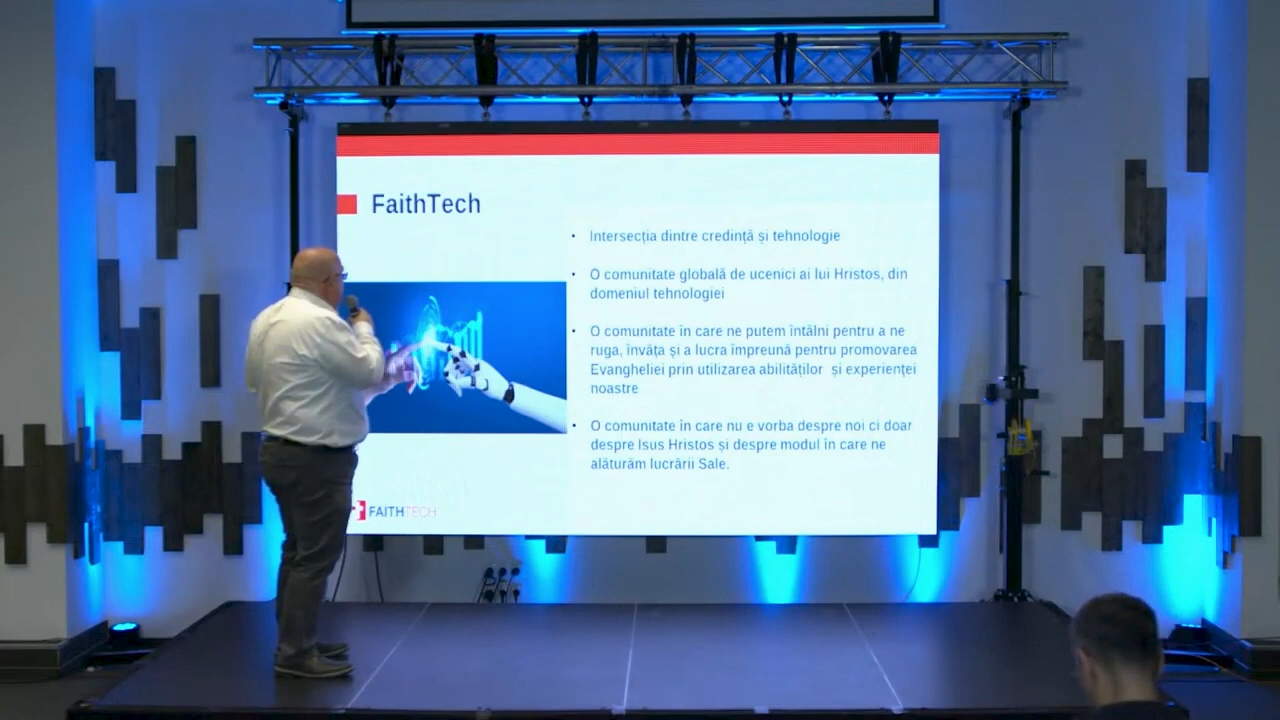 FaithTech
• Intersecția dintre credință și tehnologie
• O comunitate globală de ucenici ai lui Hristos, din
domeniul tehnologiei
• O comunitate în care ne putem întâlni pentru a ne
ruga, învăța și a lucra împreună pentru promovarea
Evangheliei prin utilizarea abilităților  și experienței
noastre
• O comunitate în care nu e vorba despre noi ci doar
despre Isus Hristos și despre modul în care ne
alăturăm lucrării Sale.
FAITHTECH